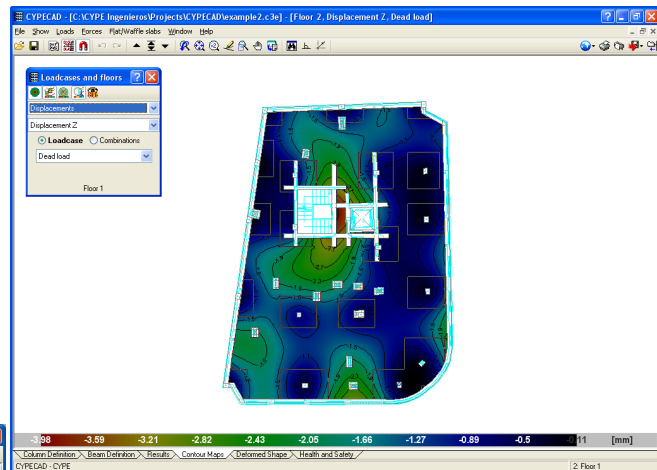 CYPECAD - [C:\CYPE Ingenieros\Projects\CYPECAD\example2.c3e] - [Floor 2, Displacement Z, Dead load]
File Show Loads Forces Flat/Waffle slabs Window Help
Loadcases and floors
Displacements
Displacement Z
Loadcase Combinations
Dead load
Floor 1
-3.98 -3.59 -3.21 -2.82 -2.43 -2.05 -1.66 -1.27 -0.89 -0.5 -0.11 [mm]
Column Definition Beam Definition Results Contour Maps Deformed Shape Health and Safety
CYPECAD - CYPE 2: Floor 1